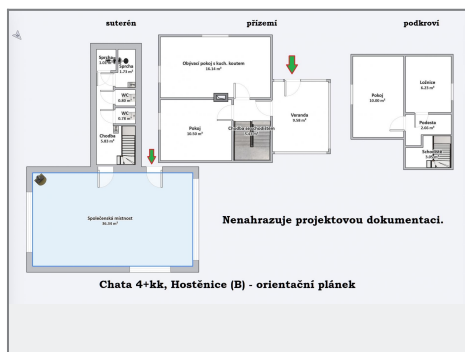 suterén
přízemí
podkroví
Sprcha
Sprcha
1.73 m²
WC
0.80 m²
WC
0.78 m²
Chodba
5.83 m²
Obývací pokoj s kuch. koutem
16.14 m²
Pokoj
10.50 m²
Chodba se schodištěm
Veranda
9.58 m²
Pokoj
10.80 m²
Ložnice
6.25 m²
Podesta
2.60 m²
Schodiště
Společenská místnost
36.34 m²
Nenahrazuje projektovou dokumentaci.
Chata 4+kk, Hostěnice (B) - orientační plánek